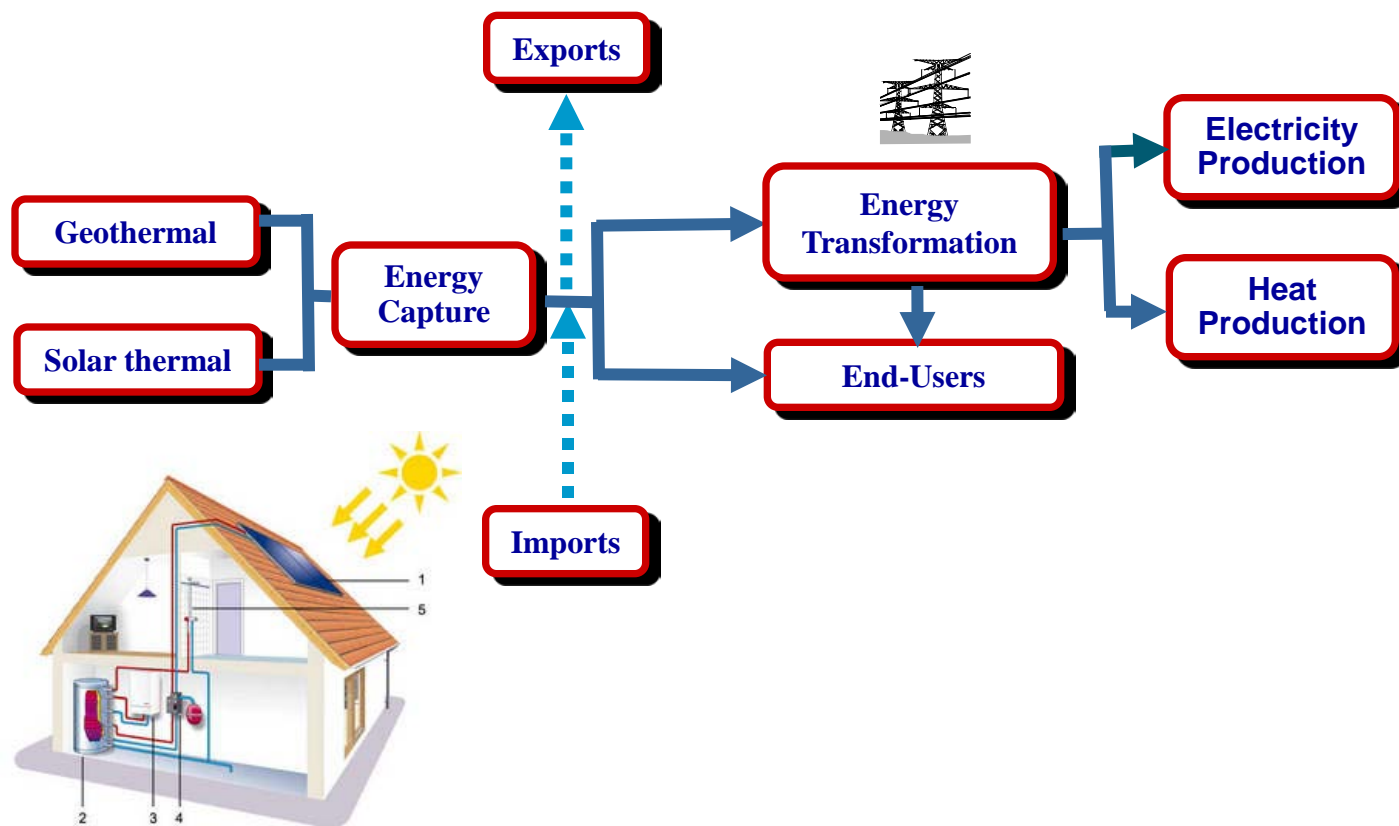 Exports
Electricity
Production
Geothermal
Energy
Transformation
Energy
Capture
Heat
Production
Solar thermal
End-Users
Imports
1
5
2
3
4